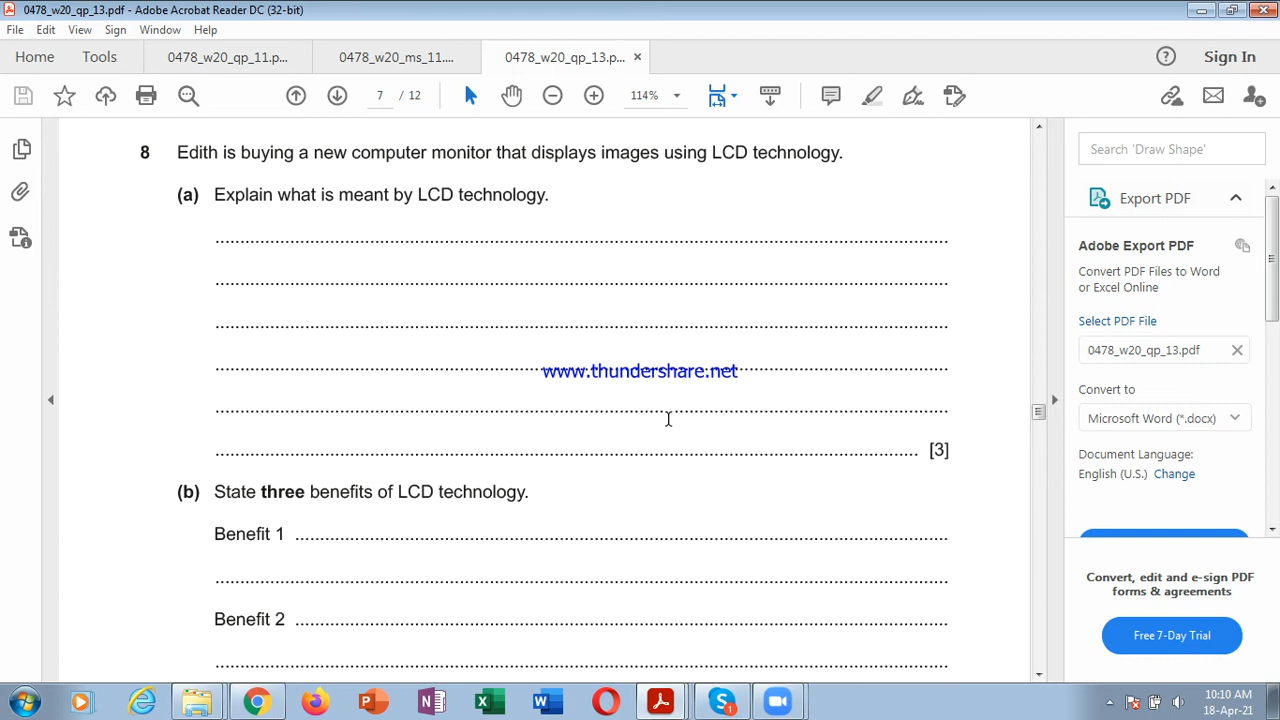 0478_w20_qp_13.pdf - Adobe Acrobat Reader DC (32-bit)
File Edit View Sign Window Help
Home Tools 0478_w20_qp_11.p... 0478_w20_ms_11.... 0478_w20_qp_13.p... × Sign In
7 / 12 114%
8 Edith is buying a new computer monitor that displays images using LCD technology.
(a) Explain what is meant by LCD technology.
www.thundershare.net
[3]
(b) State three benefits of LCD technology.
Benefit 1
Benefit 2
Search 'Draw Shape'
Export PDF
Adobe Export PDF
Convert PDF Files to Word
or Excel Online
Select PDF File
0478_w20_qp_13.pdf
Convert to
Microsoft Word (*.docx)
Document Language:
English (U.S.) Change
Convert, edit and e-sign PDF
forms & agreements
Free 7-Day Trial
10:10 AM
18-Apr-21